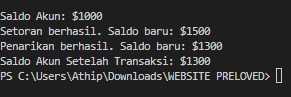 Saldo Akun: $1000
Setoran berhasil. Saldo baru: $1500
Penarikan berhasil. Saldo baru: $1300
Saldo Akun Setelah Transaksi: $1300
PS C:\Users\Athip\Downloads\WEBSITE PRELOVED>